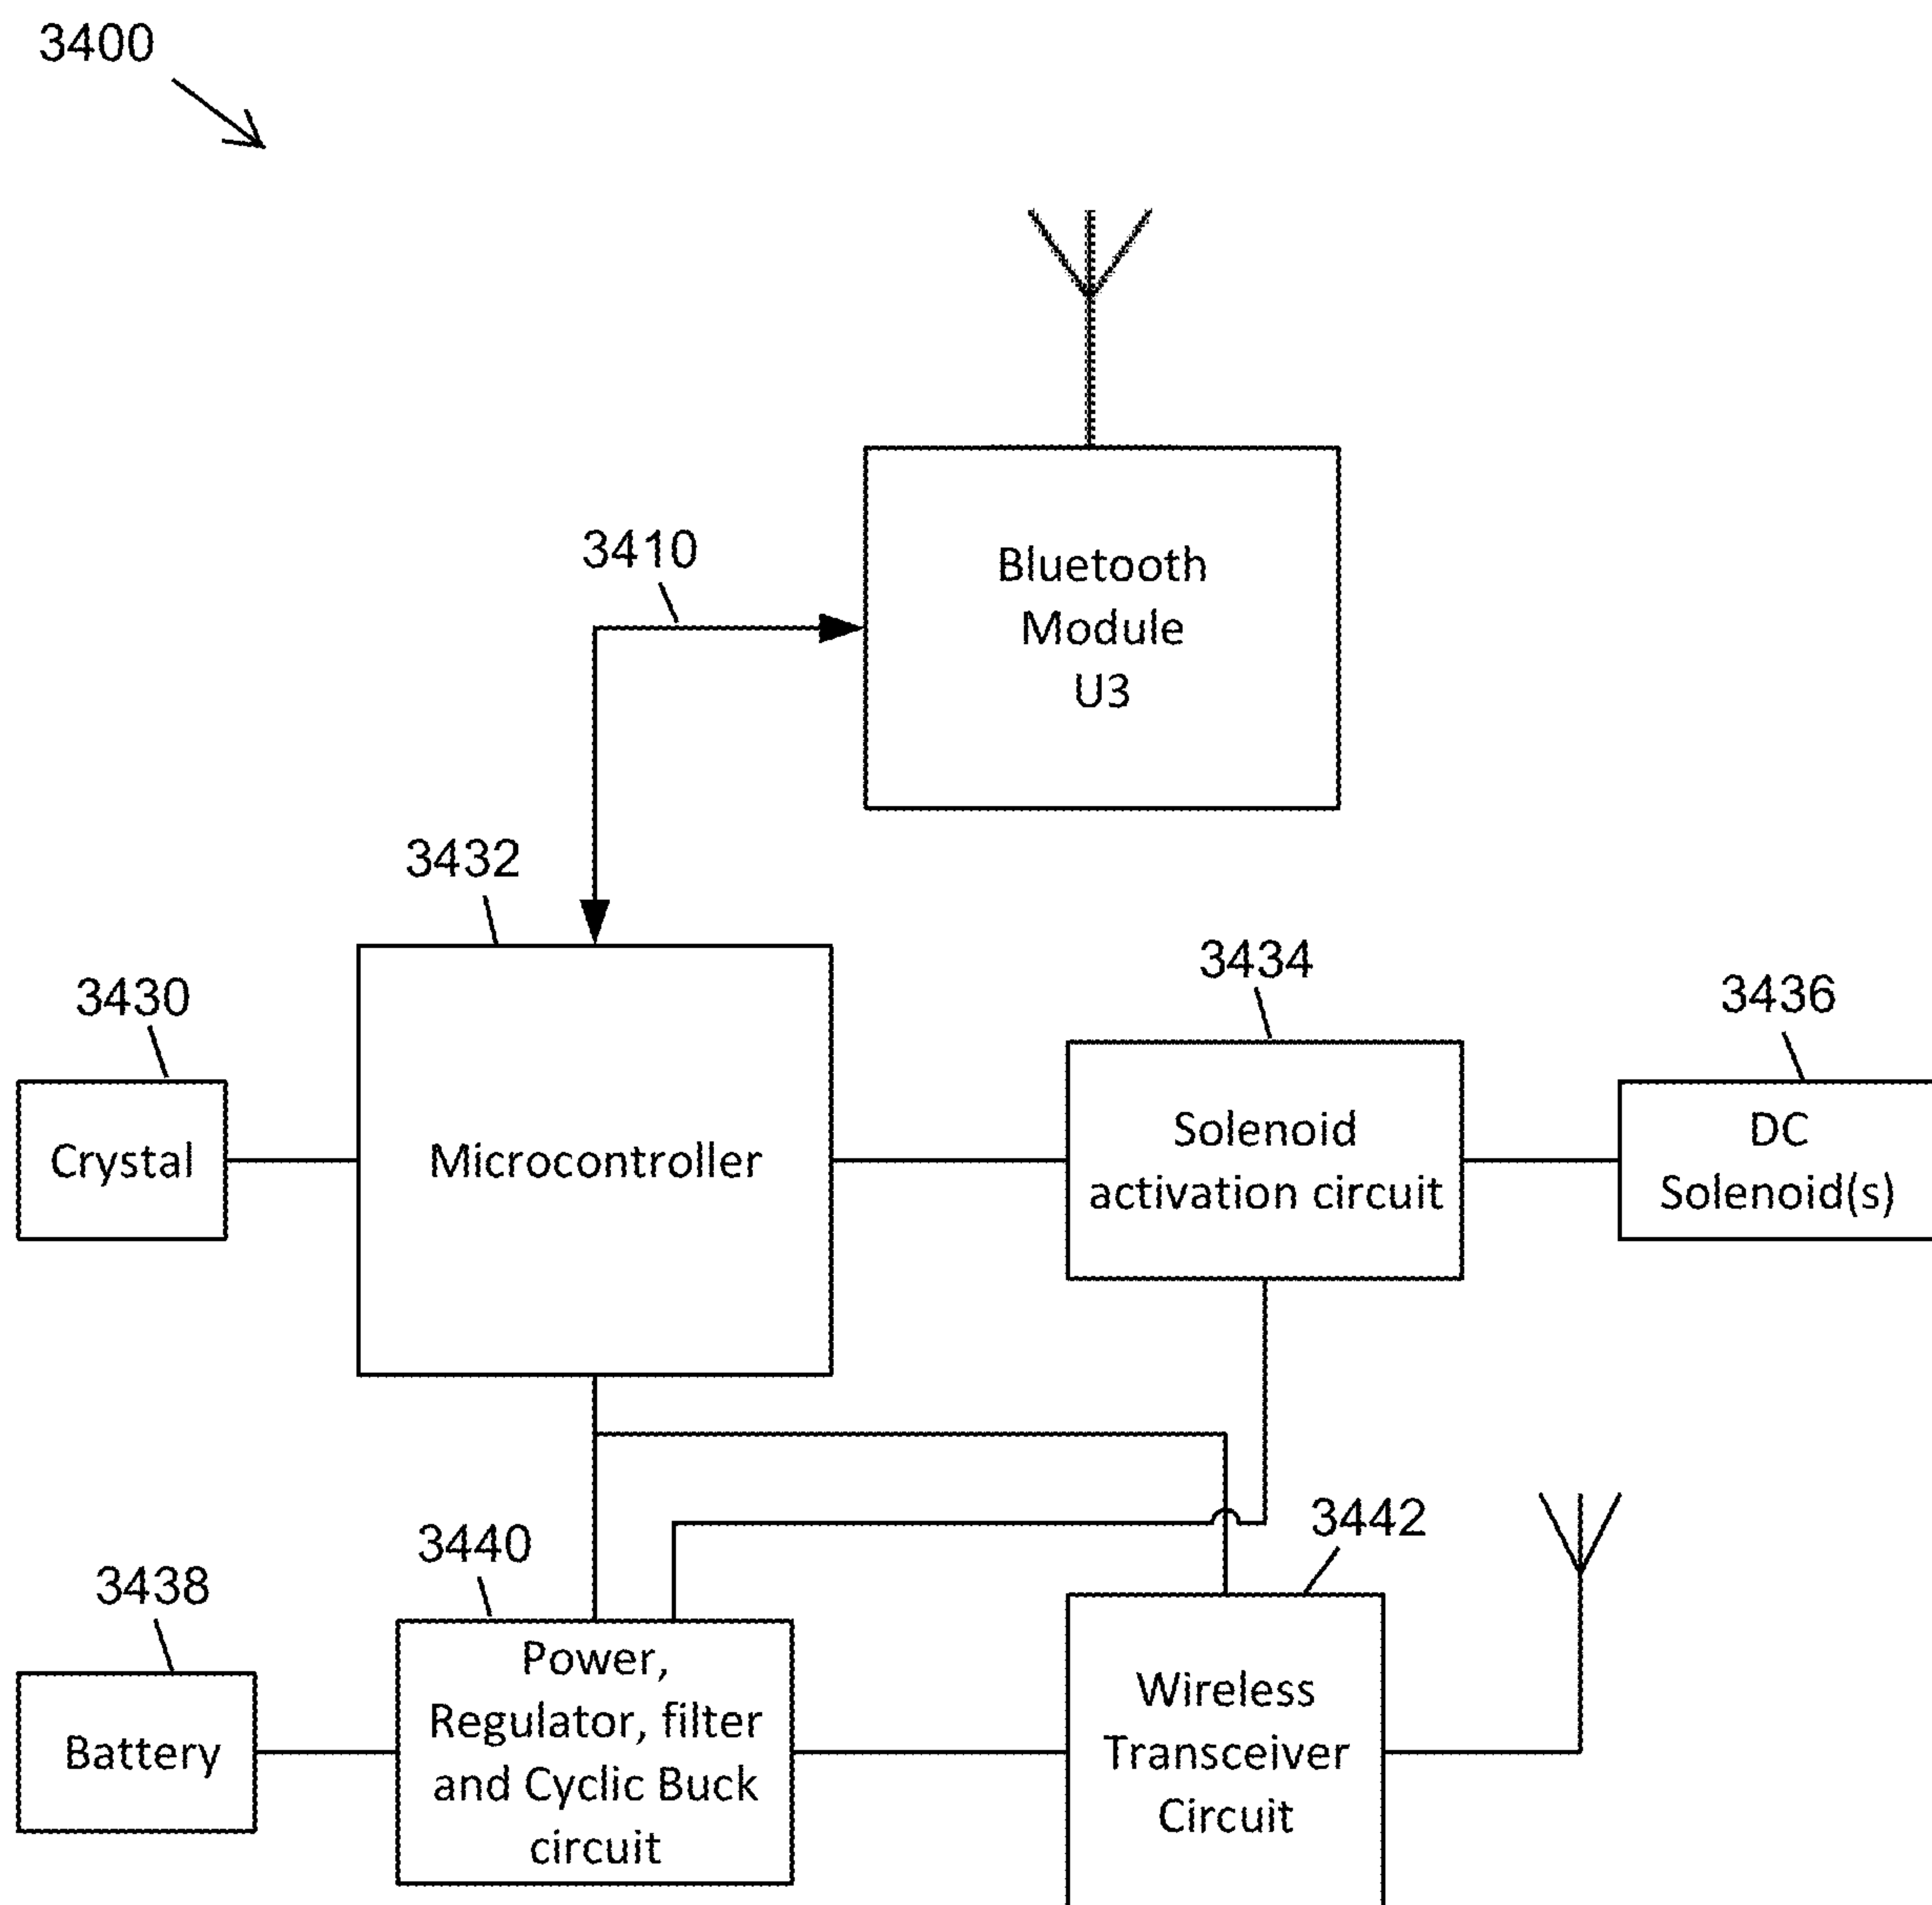 3400
3410
Bluetooth
Module
U3
3432
3430
3434
3436
Crystal
Microcontroller
Solenoid
activation circuit
DC
Solenoid(s)
3438
3440
3442
Battery
Power,
Regulator, filter
and Cyclic Buck
circuit
Wireless
Transceiver
Circuit